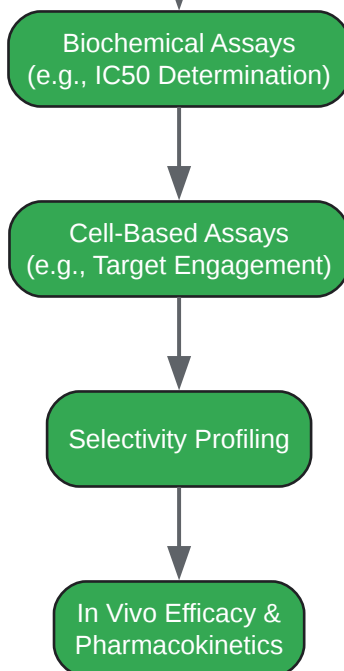 Biochemical Assays
(e.g., IC50 Determination)
Cell-Based Assays
(e.g., Target Engagement)
Selectivity Profiling
In Vivo Efficacy &
Pharmacokinetics